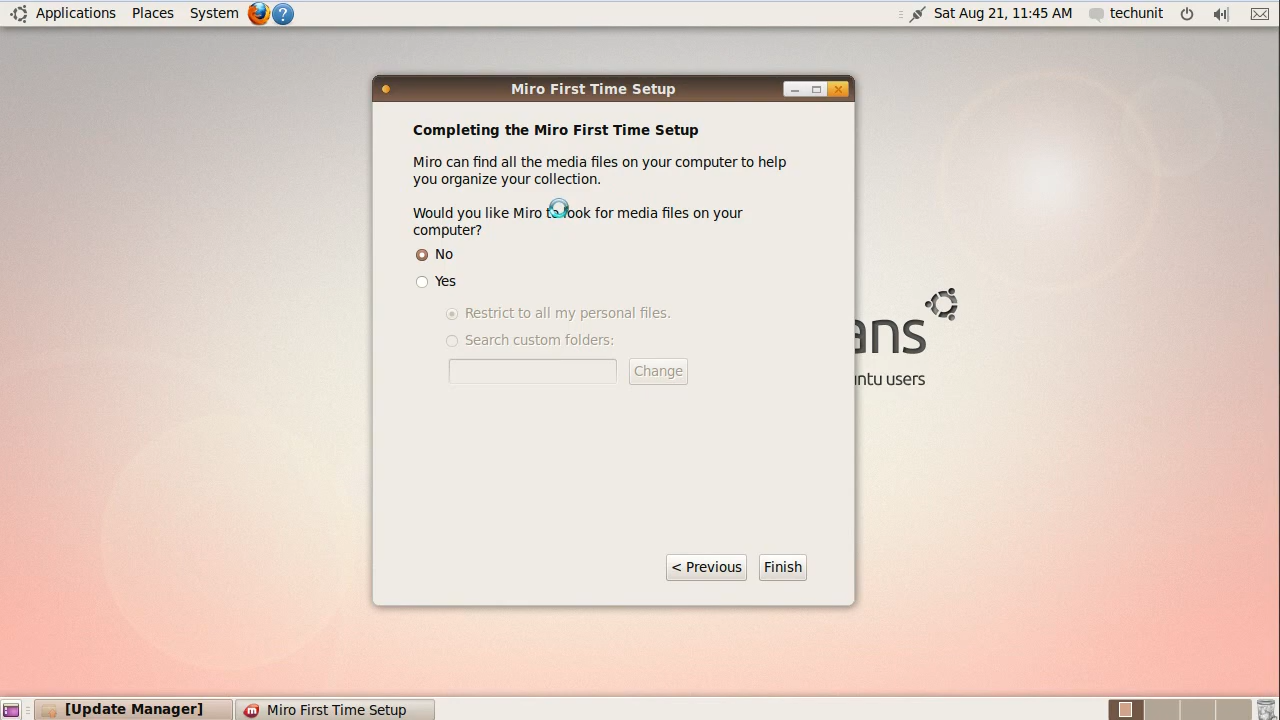 Applications Places System Sat Aug 21, 11:45 AM techunit
Miro First Time Setup
Completing the Miro First Time Setup
Miro can find all the media files on your computer to help
you organize your collection.
Would you like Miro to look for media files on your
computer?
No
Yes
Restrict to all my personal files.
Search custom folders:
Change
ans
untu users
< Previous Finish
[Update Manager] Miro First Time Setup